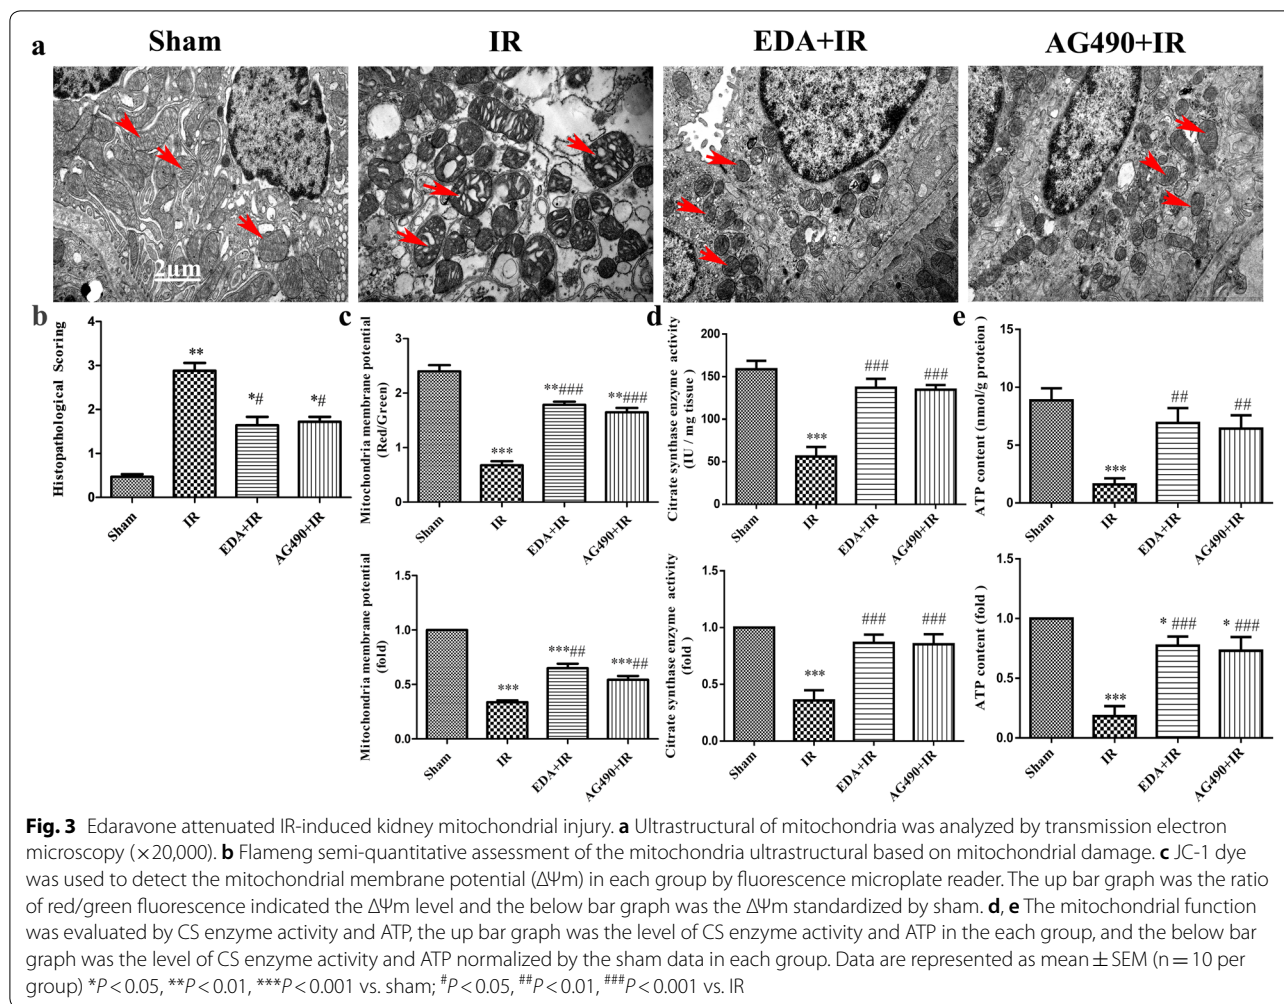 Sham
IR
EDA+IR
AG490+IR
a
2μm
b
Histopathological Scoring
4
3
2
1
0
**
*#
*#
Sham
IR
EDA+IR
AG490+IR
c
Mitochondria membrane potential
(Red/Green)
3
2
1
0
***
**###
**###
Sham
IR
EDA+IR
AG490+IR
Mitochondria membrane potential
(fold)
1.5
1.0
0.5
0.0
***
***##
***##
Sham
IR
EDA+IR
AG490+IR
d
Citrate synthase enzyme activity
(IU / mg tissue)
200
150
100
50
0
***
###
###
Sham
IR
EDA+IR
AG490+IR
Citrate synthase enzyme activity
(fold )
1.5
1.0
0.5
0.0
***
###
###
Sham
IR
EDA+IR
AG490+IR
e
ATP content (nmol/g proteion)
15
10
5
0
***
##
##
Sham
IR
EDA+IR
AG490+IR
ATP content (fold )
1.5
1.0
0.5
0.0
***
* ###
* ###
Sham
IR
EDA+IR
AG490+IR
Fig. 3 Edaravone attenuated IR-induced kidney mitochondrial injury. a Ultrastructural of mitochondria was analyzed by transmission electron
microscopy (×20,000). b Flameng semi-quantitative assessment of the mitochondria ultrastructural based on mitochondrial damage. c JC-1 dye
was used to detect the mitochondrial membrane potential (ΔΨm) in each group by fluorescence microplate reader. The up bar graph was the ratio
of red/green fluorescence indicated the ΔΨm level and the below bar graph was the ΔΨm standardized by sham. d, e The mitochondrial function
was evaluated by CS enzyme activity and ATP, the up bar graph was the level of CS enzyme activity and ATP in the each group, and the below bar
graph was the level of CS enzyme activity and ATP normalized by the sham data in each group. Data are represented as mean ± SEM (n = 10 per
group) *P < 0.05, **P < 0.01, ***P < 0.001 vs. sham; #P < 0.05, ##P < 0.01, ###P < 0.001 vs. IR